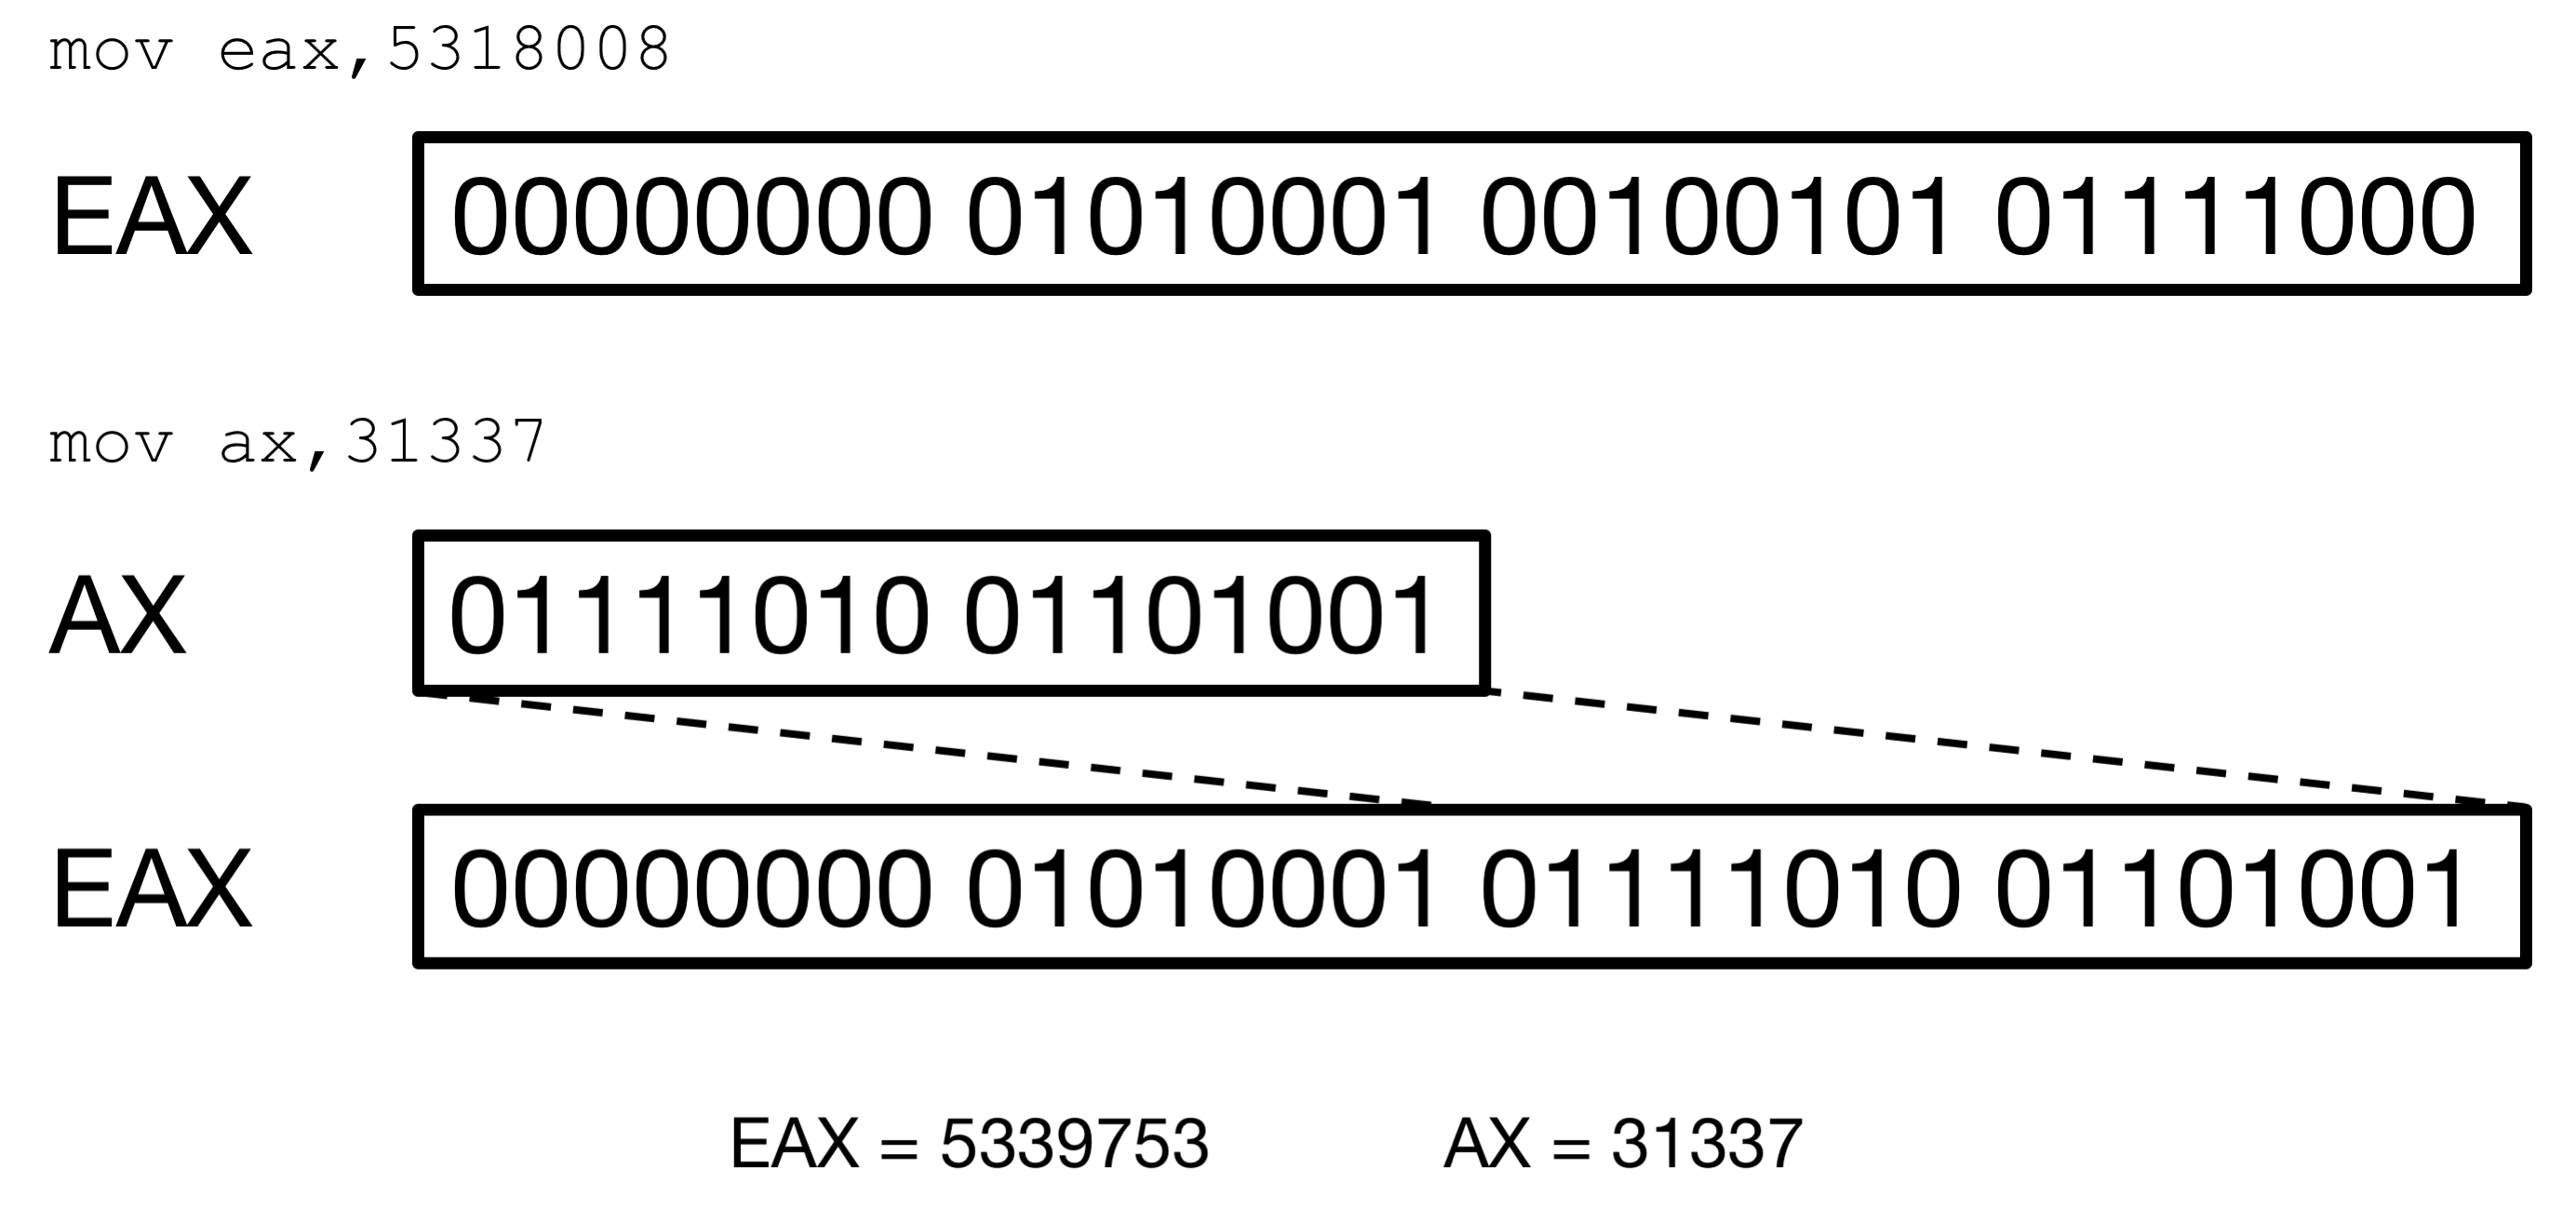 mov eax,5318008
EAX 00000000 01010001 00100101 01111000
mov ax,31337
AX 01111010 01101001
EAX 00000000 01010001 01111010 01101001
EAX = 5339753 AX = 31337